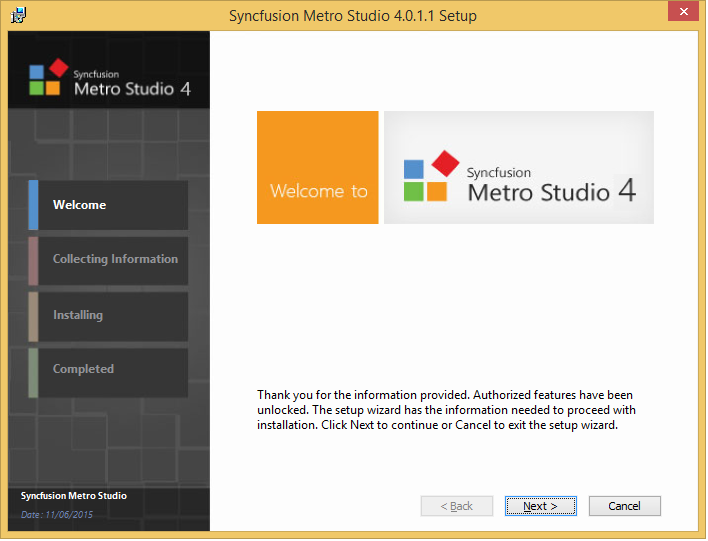 Syncfusion Metro Studio 4.0.1.1 Setup
Syncfusion
Metro Studio 4
Welcome
Collecting Information
Installing
Completed
Syncfusion Metro Studio
Date: 11/06/2015
Welcome to
Syncfusion
Metro Studio 4
Thank you for the information provided. Authorized features have been
unlocked. The setup wizard has the information needed to proceed with
installation. Click Next to continue or Cancel to exit the setup wizard.
< Back
Next >
Cancel